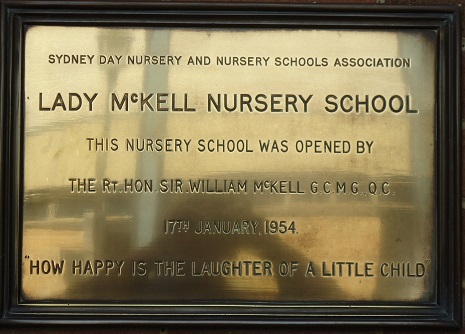 SYDNEY DAY NURSERY AND NURSERY SCHOOLS ASSOCIATION
LADY McKELL NURSERY SCHOOL
THIS NURSERY SCHOOL WAS OPENED BY
THE RT. HON. SIR. WILLIAM McKELL G.C.M.G., Q.C.
17TH JANUARY, 1954.
"HOW HAPPY IS THE LAUGHTER OF A LITTLE CHILD"